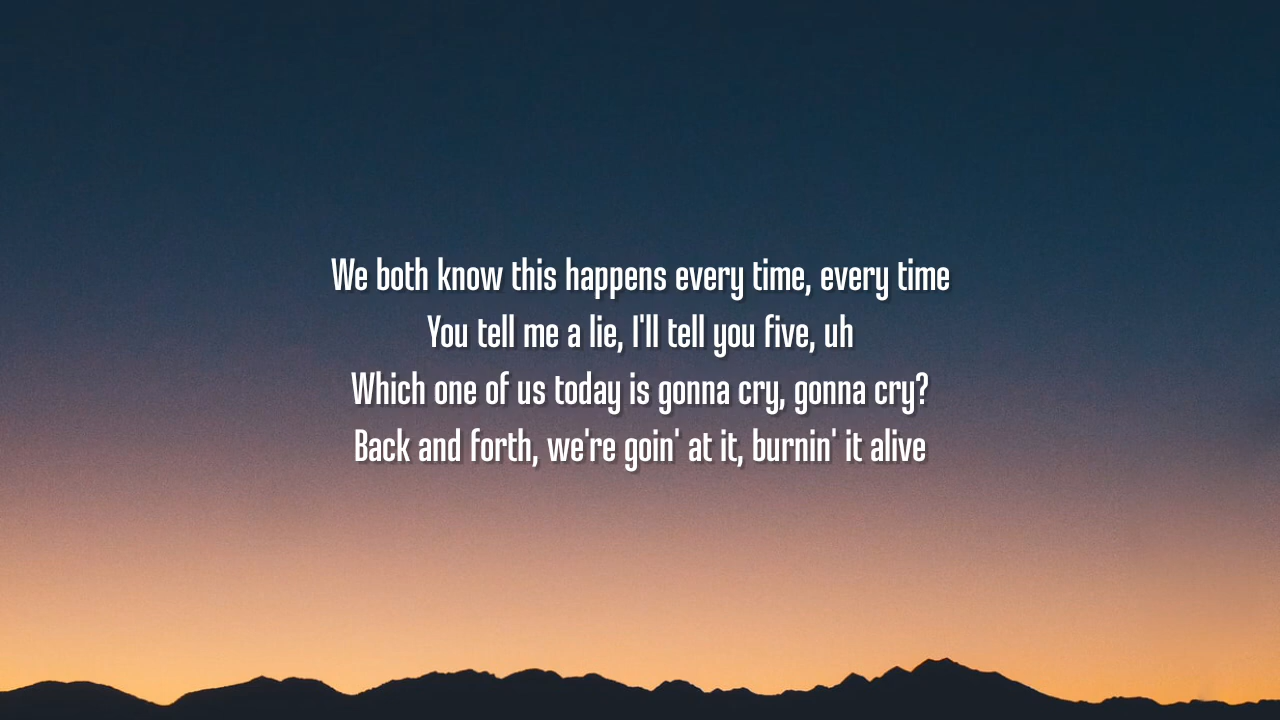 We both know this happens every time, every time
You tell me a lie, I'll tell you five, uh
Which one of us today is gonna cry, gonna cry?
Back and forth, we're goin' at it, burnin' it alive